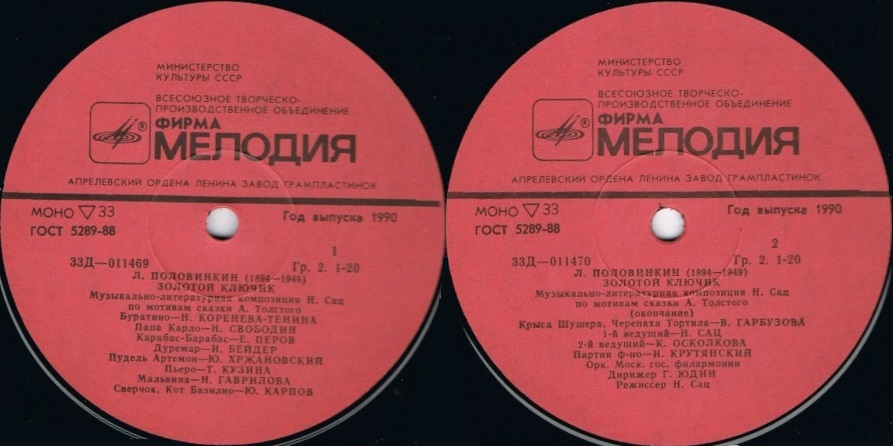 МИНИСТЕРСТВО
КУЛЬТУРЫ СССР
ВСЕСОЮЗНОЕ ТВОРЧЕСКО-
ПРОИЗВОДСТВЕННОЕ ОБЪЕДИНЕНИЕ
ФИРМА
® МЕЛОДИЯ
АПРЕЛЕВСКИЙ ОРДЕНА ЛЕНИНА ЗАВОД ГРАМПЛАСТИНОК
МОНО ▽ 33 Год выпуска 1990
ГОСТ 5289-88
1
33Д—011469 Гр. 2. 1-20
Л. ПОЛОВИНКИН (1894—1949)
ЗОЛОТОЙ КЛЮЧИК
Музыкально-литературная композиция Н. Сац
по мотивам сказки А. Толстого
Буратино—Н. КОРЕНЕВА-ТЕНИНА
Папа Карло—Н. СВОБОДИН
Карабас-Барабас—Е. ПЕРОВ
Дуремар—И. БЕЙДЕР
Пудель Артемон—Ю. ХРЖАНОВСКИЙ
Пьеро—Т. КУЗИНА
Мальвина—Н. ГАВРИЛОВА
Сверчок, Кот Базилио—Ю. КАРПОВ
МИНИСТЕРСТВО
КУЛЬТУРЫ СССР
ВСЕСОЮЗНОЕ ТВОРЧЕСКО-
ПРОИЗВОДСТВЕННОЕ ОБЪЕДИНЕНИЕ
ФИРМА
® МЕЛОДИЯ
АПРЕЛЕВСКИЙ ОРДЕНА ЛЕНИНА ЗАВОД ГРАМПЛАСТИНОК
МОНО ▽ 33 Год выпуска 1990
ГОСТ 5289-88
2
33Д—011470 Гр. 2. 1-20
Л. ПОЛОВИНКИН (1894—1949)
ЗОЛОТОЙ КЛЮЧИК
Музыкально-литературная композиция Н. Сац
по мотивам сказки А. Толстого
(окончание)
Крыса Шушера, Черепаха Тортила—В. ГАРБУЗОВА
1-й ведущий—Н. САЦ
2-й ведущий—К. ОСКОЛКОВА
Партия ф-по—И. КРУТЯНСКИЙ
Орк. Моск. гос. филармонии
Дирижер Г. ЮДИН
Режиссер Н. Сац